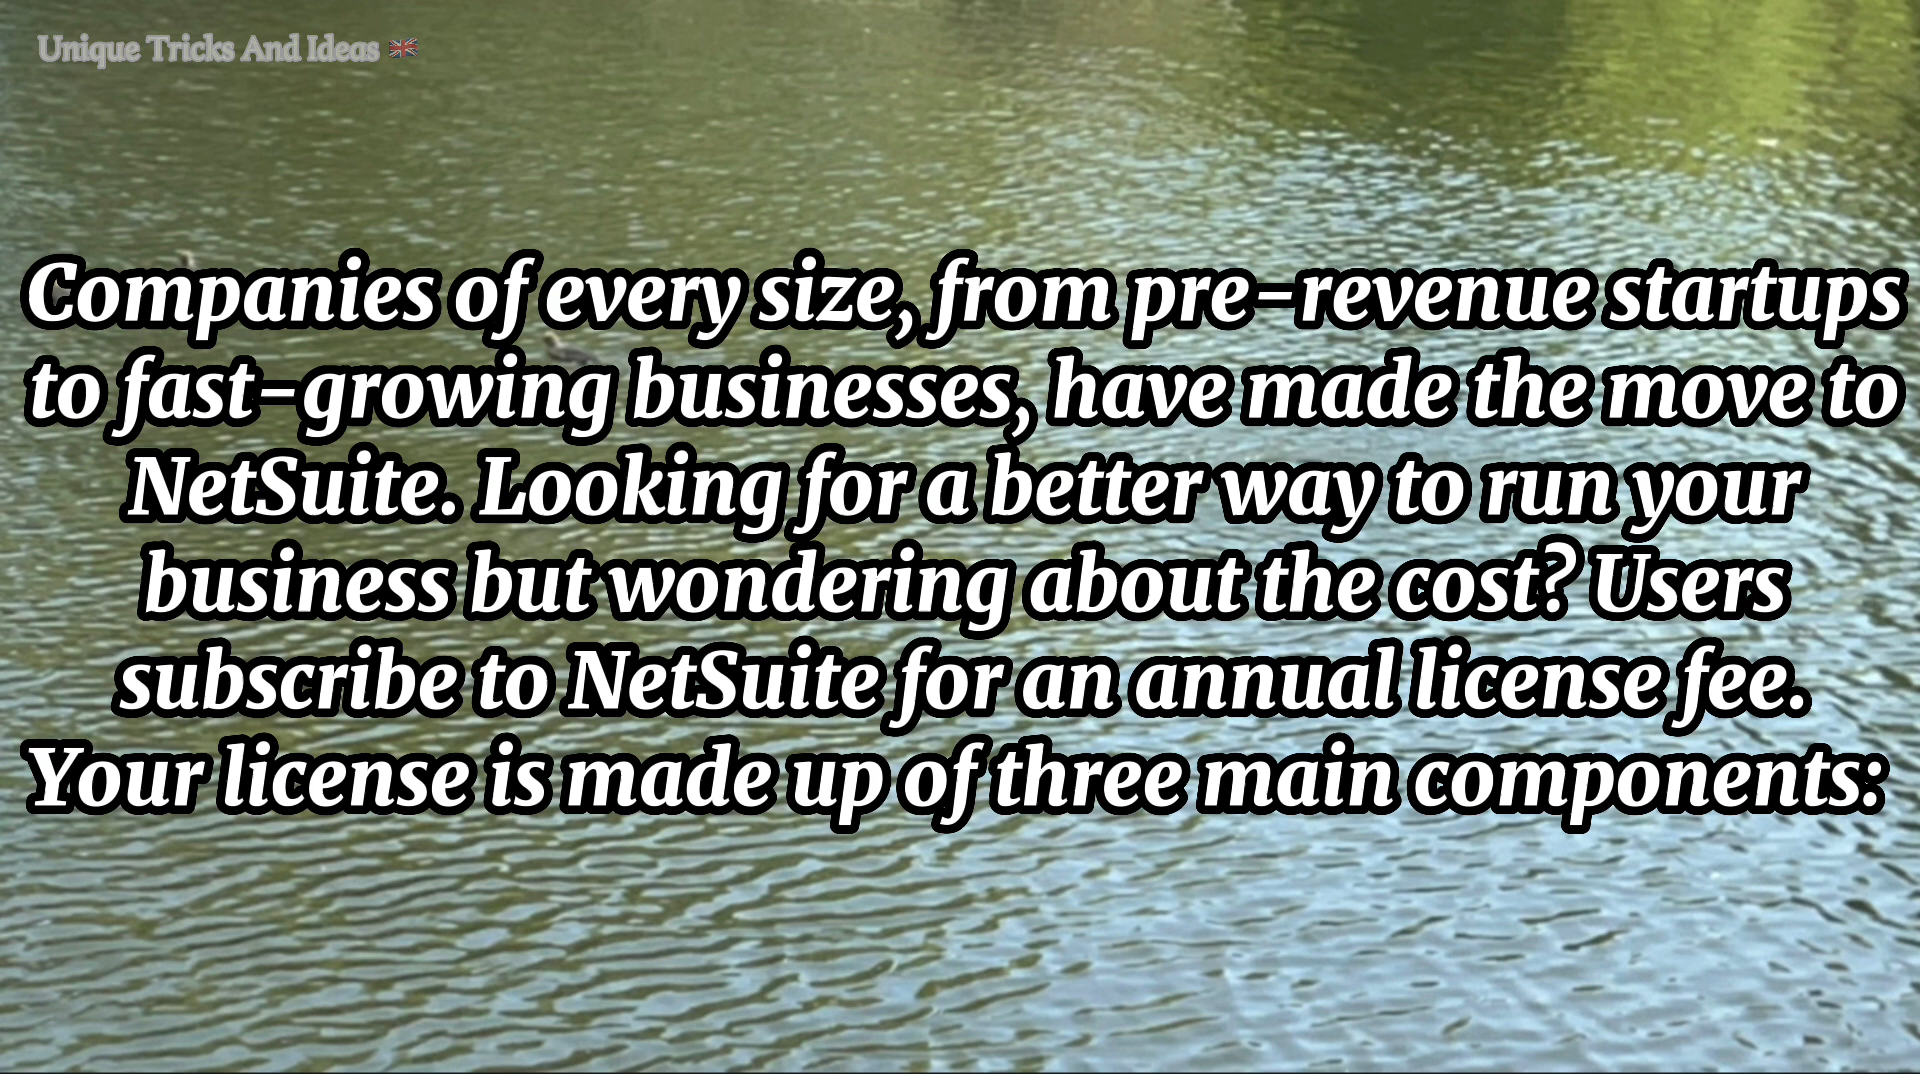 Unique Tricks And Ideas 🇬🇧
Companies of every size, from pre-revenue startups
to fast-growing businesses, have made the move to
NetSuite. Looking for a better way to run your
business but wondering about the cost? Users
subscribe to NetSuite for an annual license fee.
Your license is made up of three main components: